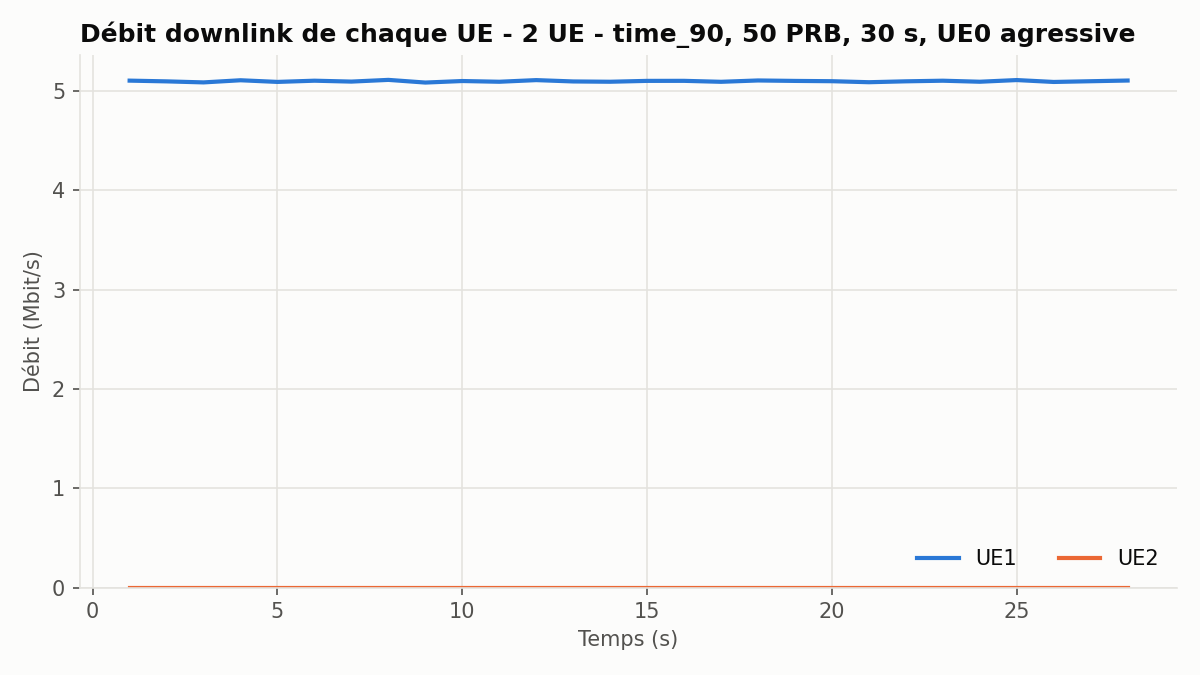 Débit downlink de chaque UE - 2 UE - time_90, 50 PRB, 30 s, UE0 agressive
Débit (Mbit/s)
5
4
3
2
1
0
UE1 UE2
0 5 10 15 20 25
Temps (s)